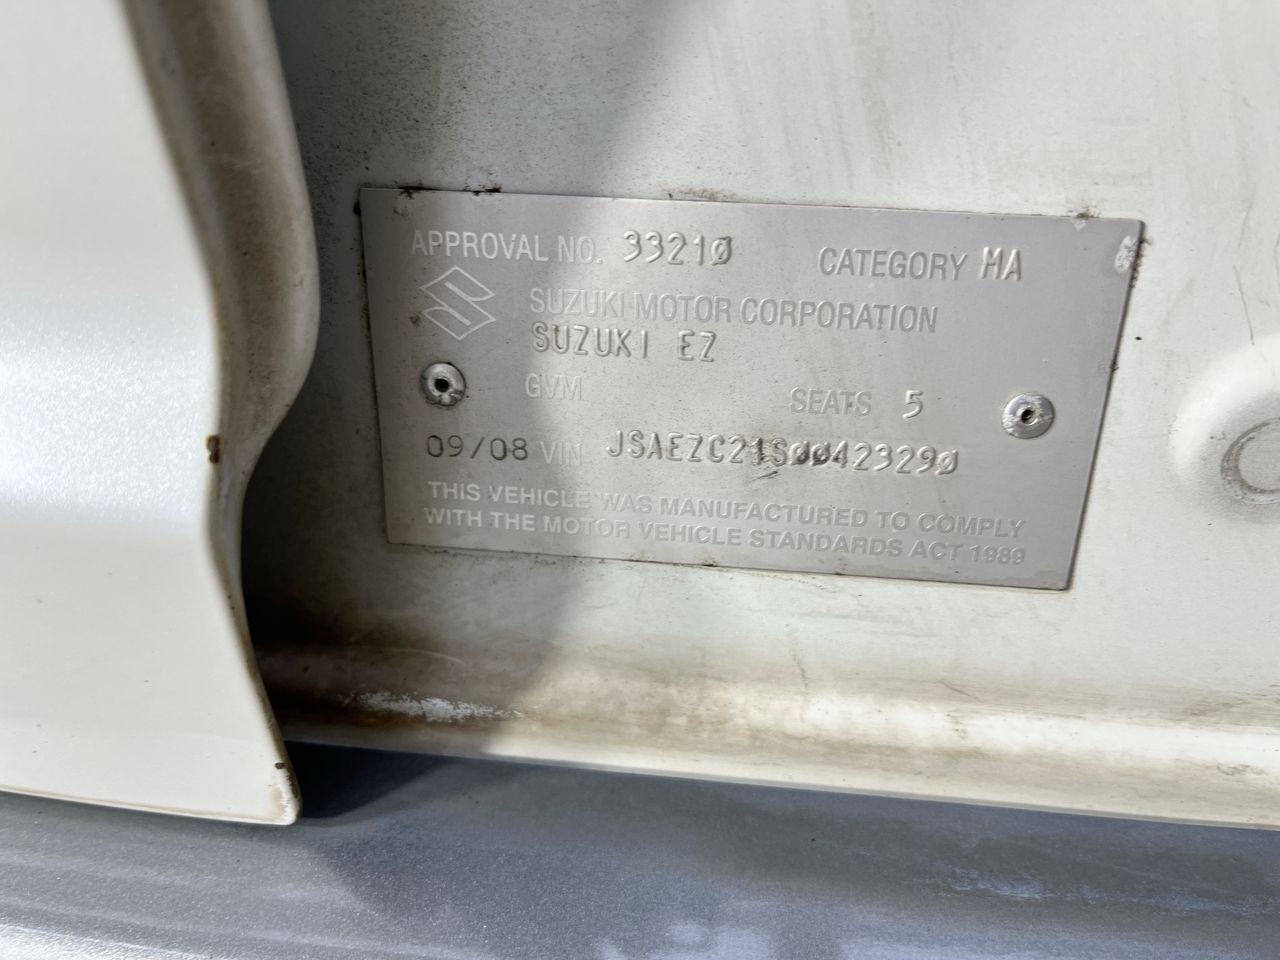 APPROVAL NO. 33210 CATEGORY MA
SUZUKI MOTOR CORPORATION
SUZUKI EZ
GVM SEATS 5
09/08 VIN JSAEZC21S00423290
THIS VEHICLE WAS MANUFACTURED TO COMPLY
WITH THE MOTOR VEHICLE STANDARDS ACT 1989